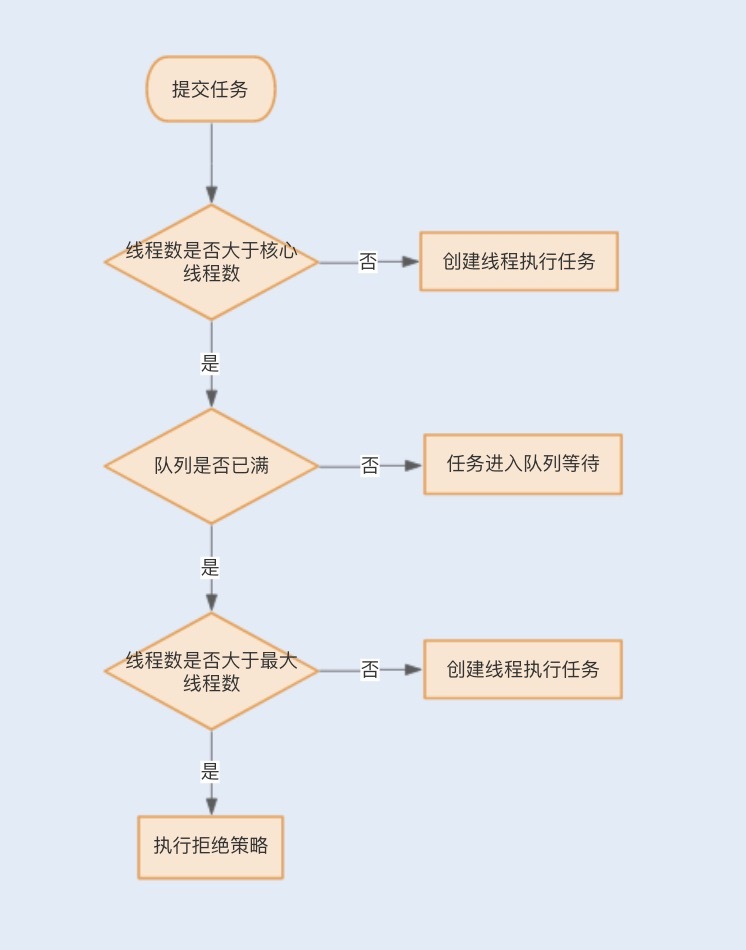 提交任务
线程数是否大于核心
线程数
否
创建线程执行任务
是
队列是否已满
否
任务进入队列等待
是
线程数是否大于最大
线程数
否
创建线程执行任务
是
执行拒绝策略